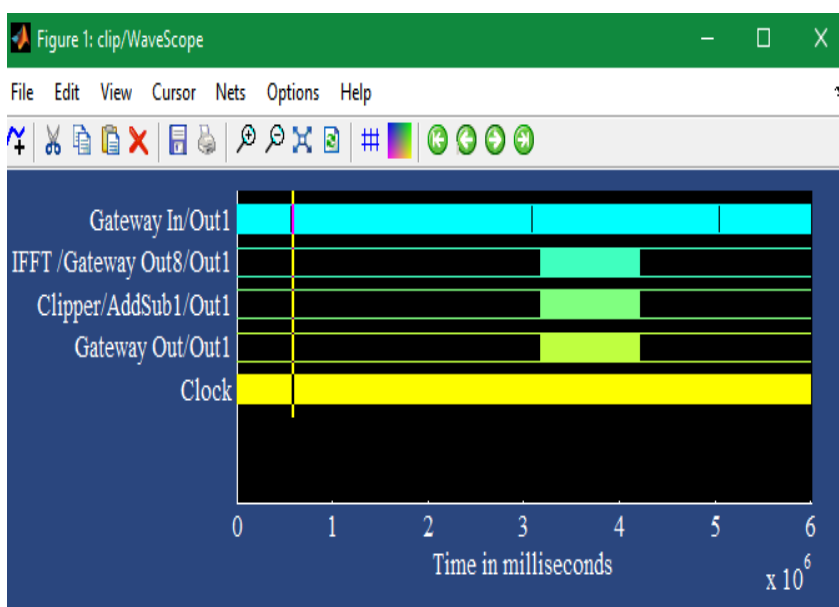 Figure 1: clip/WaveScope
File Edit View Cursor Nets Options Help
Gateway In/Out1
IFFT /Gateway Out8/Out1
Clipper/AddSub1/Out1
Gateway Out/Out1
Clock
0 1 2 3 4 5 6
Time in milliseconds
x 10^6